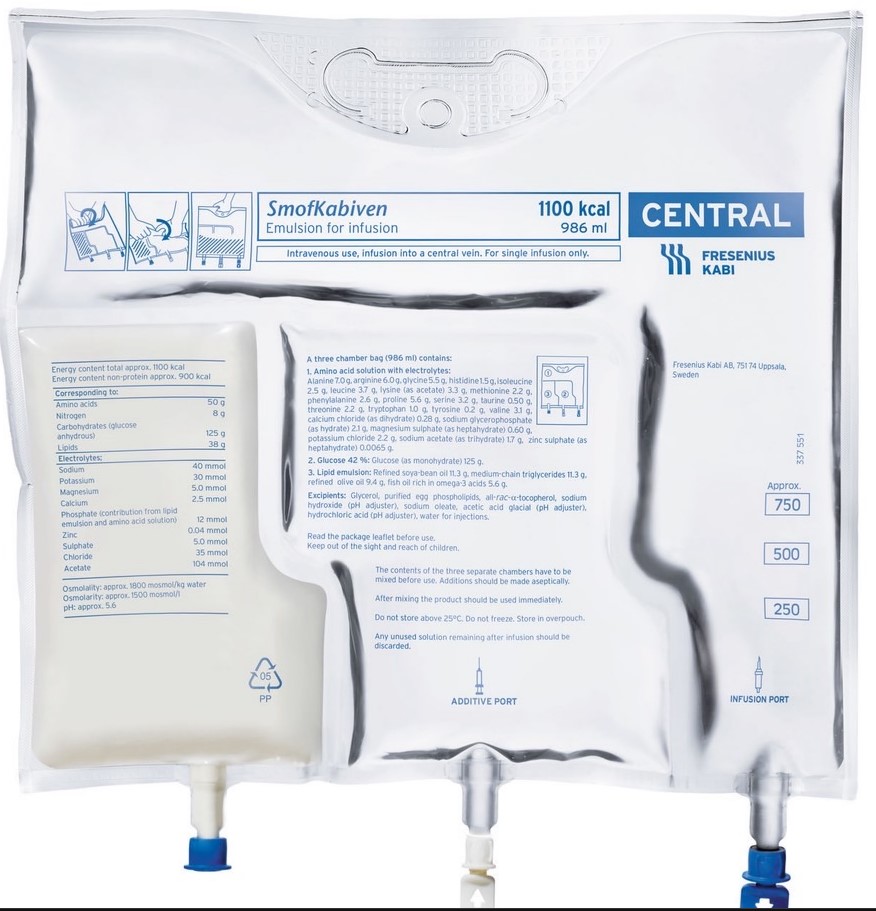 SmofKabiven 1100 kcal
Emulsion for infusion 986 ml
Intravenous use, infusion into a central vein. For single infusion only.
CENTRAL
FRESENIUS
KABI
Energy content total approx. 1100 kcal
Energy content non-protein approx. 900 kcal
Corresponding to:
Amino acids 50 g
Nitrogen 8 g
Carbohydrates (glucose
anhydrous) 125 g
Lipids 38 g
Electrolytes:
Sodium 40 mmol
Potassium 30 mmol
Magnesium 5.0 mmol
Calcium 2.5 mmol
Phosphate (contribution from lipid
emulsion and amino acid solution) 12 mmol
Zinc 0.04 mmol
Sulphate 5.0 mmol
Chloride 35 mmol
Acetate 104 mmol
Osmolality: approx. 1800 mosmol/kg water
Osmolarity: approx. 1500 mosmol/l
pH: approx. 5.6
05
PP
A three chamber bag (986 ml) contains:
1. Amino acid solution with electrolytes:
Alanine 7.0 g, arginine 6.0 g, glycine 5.5 g, histidine 1.5 g, isoleucine
2.5 g, leucine 3.7 g, lysine (as acetate) 3.3 g, methionine 2.2 g,
phenylalanine 2.6 g, proline 5.6 g, serine 3.2 g, taurine 0.50 g,
threonine 2.2 g, tryptophan 1.0 g, tyrosine 0.2 g, valine 3.1 g,
calcium chloride (as dihydrate) 0.28 g, sodium glycerophosphate
(as hydrate) 2.1 g, magnesium sulphate (as heptahydrate) 0.60 g,
potassium chloride 2.2 g, sodium acetate (as trihydrate) 1.7 g, zinc sulphate (as
heptahydrate) 0.0065 g.
2. Glucose 42 %: Glucose (as monohydrate) 125 g.
3. Lipid emulsion: Refined soya-bean oil 11.3 g, medium-chain triglycerides 11.3 g,
refined olive oil 9.4 g, fish oil rich in omega-3 acids 5.6 g.
Excipients: Glycerol, purified egg phospholipids, all-rac-α-tocopherol, sodium
hydroxide (pH adjuster), sodium oleate, acetic acid glacial (pH adjuster),
hydrochloric acid (pH adjuster), water for injections.
Read the package leaflet before use.
Keep out of the sight and reach of children.
The contents of the three separate chambers have to be
mixed before use. Additions should be made aseptically.
After mixing the product should be used immediately.
Do not store above 25°C. Do not freeze. Store in overpouch.
Any unused solution remaining after infusion should be
discarded.
1
3 2
ADDITIVE PORT
Fresenius Kabi AB, 751 74 Uppsala,
Sweden
337 551
Approx.
750
500
250
INFUSION PORT